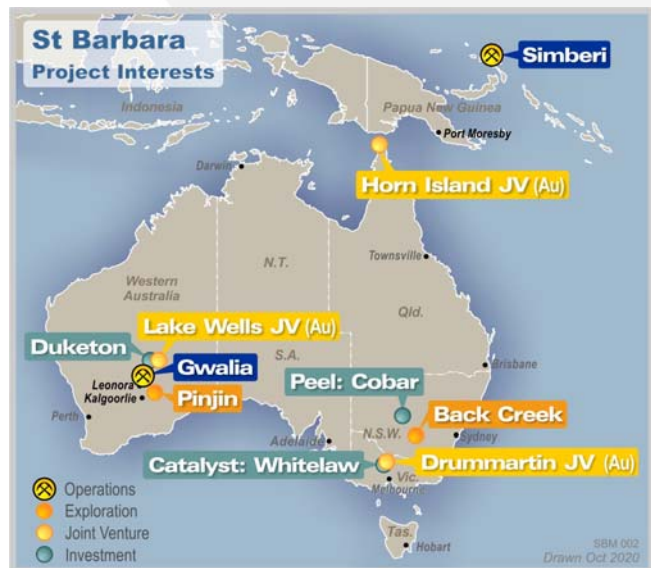 St Barbara
Project Interests
Simberi
Indonesia
Papua New Guinea
Port Moresby
Darwin
Horn Island JV (Au)
Townsville
N.T.
Western
Australia
Qld.
Lake Wells JV (Au)
Duketon
S.A.
Gwalia
Brisbane
Leonora
Kalgoorlie
Peel: Cobar
Pinjin
Back Creek
Perth
N.S.W.
Sydney
Adelaide
Catalyst: Whitelaw
Drummartin JV (Au)
Vic.
Melbourne
Operations
Exploration
Joint Venture
Investment
Tas.
Hobart
SBM 002
Drawn Oct 2020